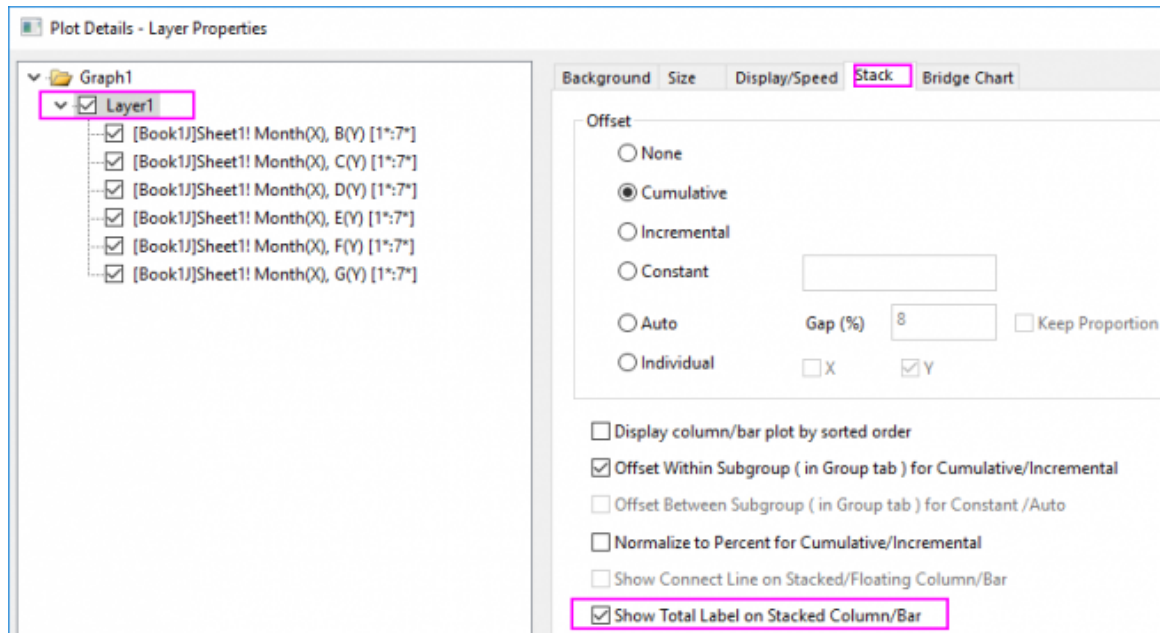 Plot Details - Layer Properties
Graph1
Layer1
[Book1J]Sheet1! Month(X), B(Y) [1*:7*]
[Book1J]Sheet1! Month(X), C(Y) [1*:7*]
[Book1J]Sheet1! Month(X), D(Y) [1*:7*]
[Book1J]Sheet1! Month(X), E(Y) [1*:7*]
[Book1J]Sheet1! Month(X), F(Y) [1*:7*]
[Book1J]Sheet1! Month(X), G(Y) [1*:7*]
Background Size Display/Speed Stack Bridge Chart
Offset
None
Cumulative
Incremental
Constant
Auto Gap (%) 8 Keep Proportion
Individual X Y
Display column/bar plot by sorted order
Offset Within Subgroup ( in Group tab ) for Cumulative/Incremental
Offset Between Subgroup ( in Group tab ) for Constant /Auto
Normalize to Percent for Cumulative/Incremental
Show Connect Line on Stacked/Floating Column/Bar
Show Total Label on Stacked Column/Bar